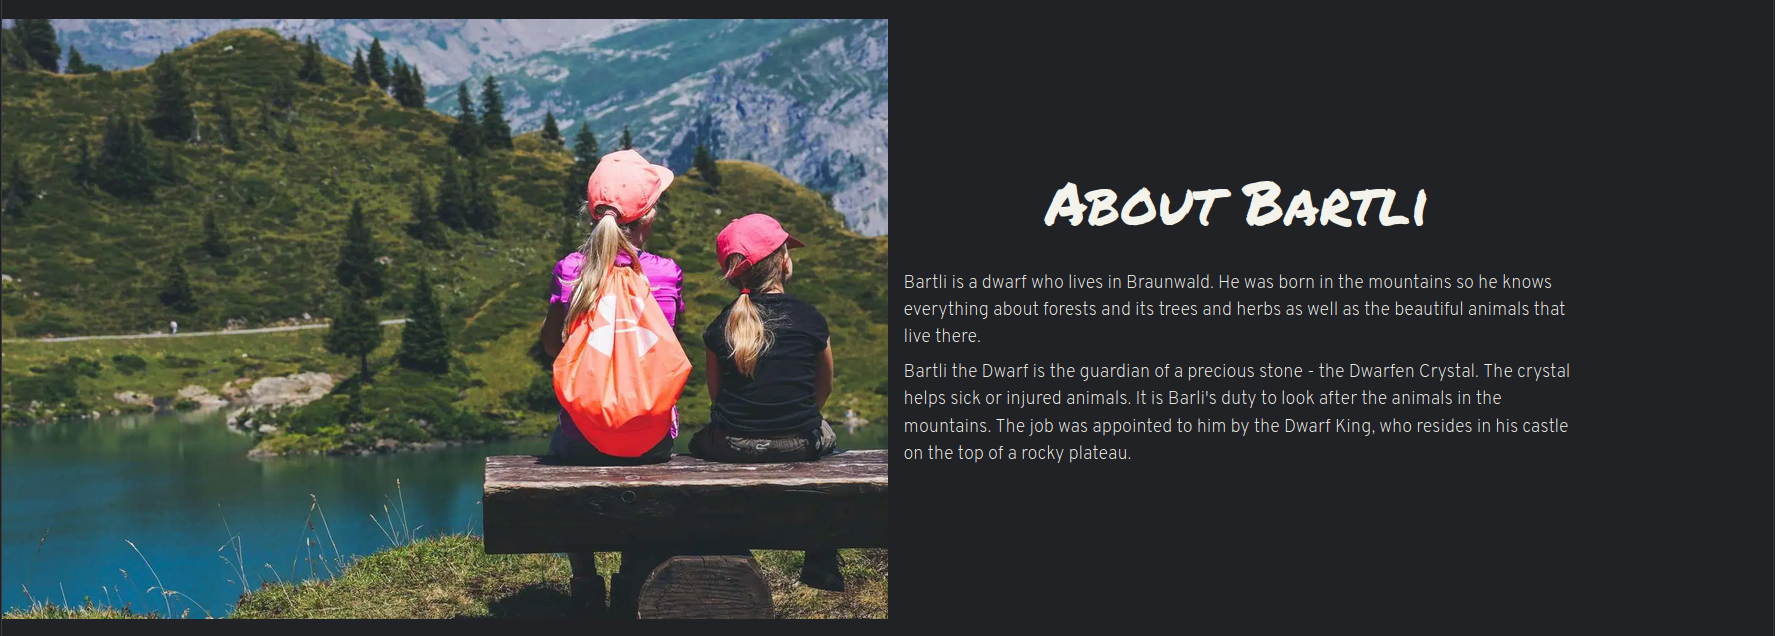 About Bartli
Bartli is a dwarf who lives in Braunwald. He was born in the mountains so he knows
everything about forests and its trees and herbs as well as the beautiful animals that
live there.
Bartli the Dwarf is the guardian of a precious stone - the Dwarfen Crystal. The crystal
helps sick or injured animals. It is Barli's duty to look after the animals in the
mountains. The job was appointed to him by the Dwarf King, who resides in his castle
on the top of a rocky plateau.